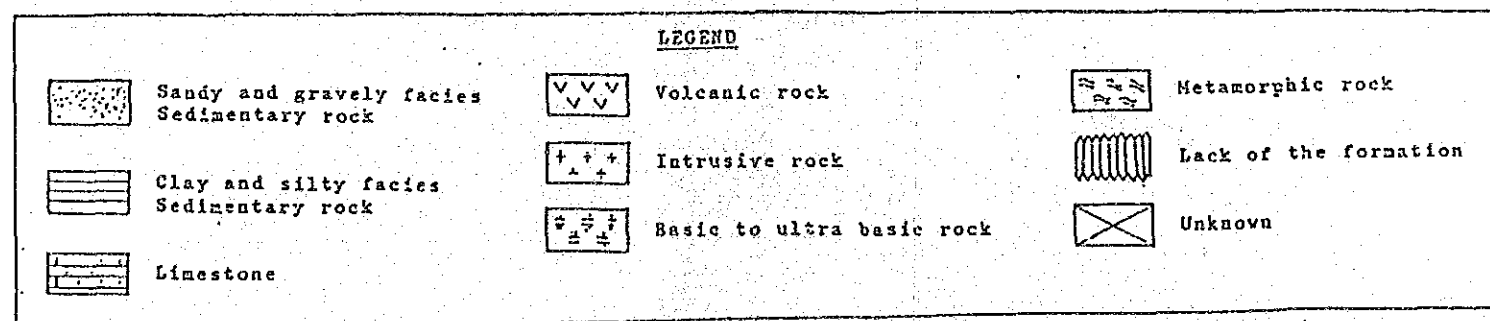 LEGEND
Sandy and gravely facies
Sedimentary rock
Clay and silty facies
Sedimentary rock
Limestone
Volcanic rock
Intrusive rock
Basic to ultra basic rock
Metamorphic rock
Lack of the formation
Unknown